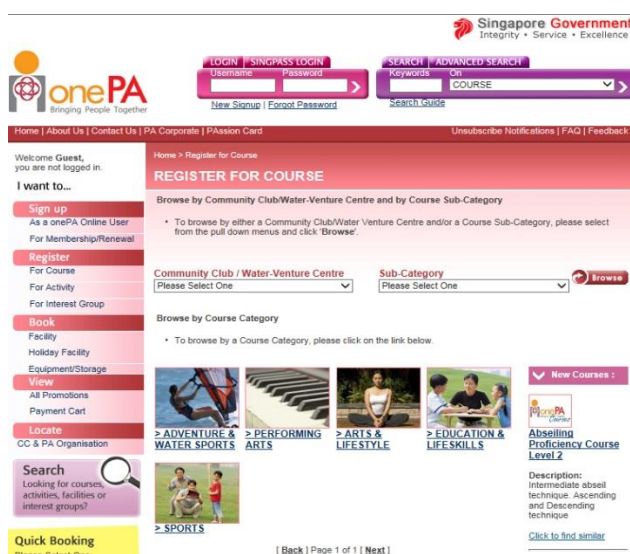 Singapore Government
Integrity • Service • Excellence
LOGIN SINGPASS LOGIN
Username Password
New Signup | Forgot Password
SEARCH ADVANCED SEARCH
Keywords On
COURSE
Search Guide
onePA
Bringing People Together
Home | About Us | Contact Us | PA Corporate | PAssion Card
Unsubscribe Notifications | FAQ | Feedback
Welcome Guest,
you are not logged in.
I want to...
Sign up
As a onePA Online User
For Membership/Renewal
Register
For Course
For Activity
For Interest Group
Book
Facility
Holiday Facility
Equipment/Storage
View
All Promotions
Payment Cart
Locate
CC & PA Organisation
Search
Looking for courses,
activities, facilities or
interest groups?
Quick Booking
Home > Register for Course
REGISTER FOR COURSE
Browse by Community Club/Water-Venture Centre and by Course Sub-Category
• To browse by either a Community Club/Water Venture Centre and/or a Course Sub-Category, please select
from the pull down menus and click 'Browse'.
Community Club / Water-Venture Centre
Please Select One
Sub-Category
Please Select One
Browse
Browse by Course Category
• To browse by a Course Category, please click on the link below.
> ADVENTURE &
WATER SPORTS
> PERFORMING
ARTS
> ARTS &
LIFESTYLE
> EDUCATION &
LIFESKILLS
> SPORTS
[ Back ] Page 1 of 1 [ Next ]
New Courses :
onePA
Courses
Abseiling
Proficiency Course
Level 2
Description:
Intermediate abseil
technique. Ascending
and Descending
technique
Click to find similar